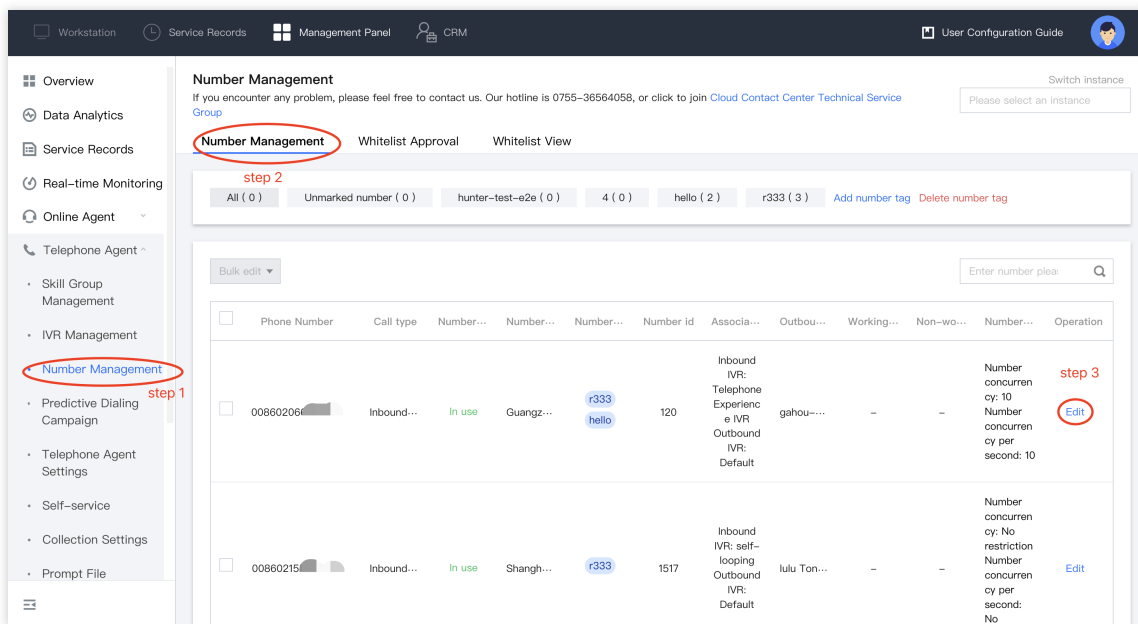 Workstation
Service Records
Management Panel
CRM
User Configuration Guide
Overview
Data Analytics
Service Records
Real-time Monitoring
Online Agent
Telephone Agent
Skill Group
Management
IVR Management
Number Management
step 1
Predictive Dialing
Campaign
Telephone Agent
Settings
Self-service
Collection Settings
Prompt File
Number Management
Switch instance
If you encounter any problem, please feel free to contact us. Our hotline is 0755-36564058, or click to join Cloud Contact Center Technical Service
Group
Please select an instance
Number Management
Whitelist Approval
Whitelist View
step 2
All ( 0 )
Unmarked number ( 0 )
hunter-test-e2e ( 0 )
4 ( 0 )
hello ( 2 )
r333 ( 3 )
Add number tag
Delete number tag
Bulk edit
Enter number plea
Phone Number
Call type
Number...
Number...
Number...
Number id
Associa...
Outbou...
Working...
Non-wo...
Number...
Operation
step 3
0086020
Inbound...
In use
Guangz...
r333
hello
120
Inbound
IVR:
Telephone
Experienc
e IVR
Outbound
IVR:
Default
gahou-...
-
-
Number
concurren
cy: 10
Number
concurren
cy per
second: 10
Edit
0086021
Inbound...
In use
Shangh...
r333
1517
Inbound
IVR: self-
looping
Outbound
IVR:
Default
lulu Ton...
-
-
Number
concurren
cy: No
restriction
Number
concurren
cy per
second:
No
Edit